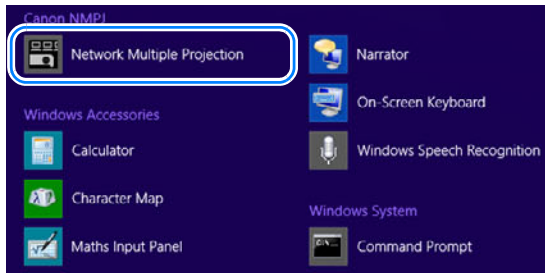 Canon NMPJ
Network Multiple Projection
Windows Accessories
Calculator
Character Map
Maths Input Panel
Narrator
On-Screen Keyboard
Windows Speech Recognition
Windows System
Command Prompt